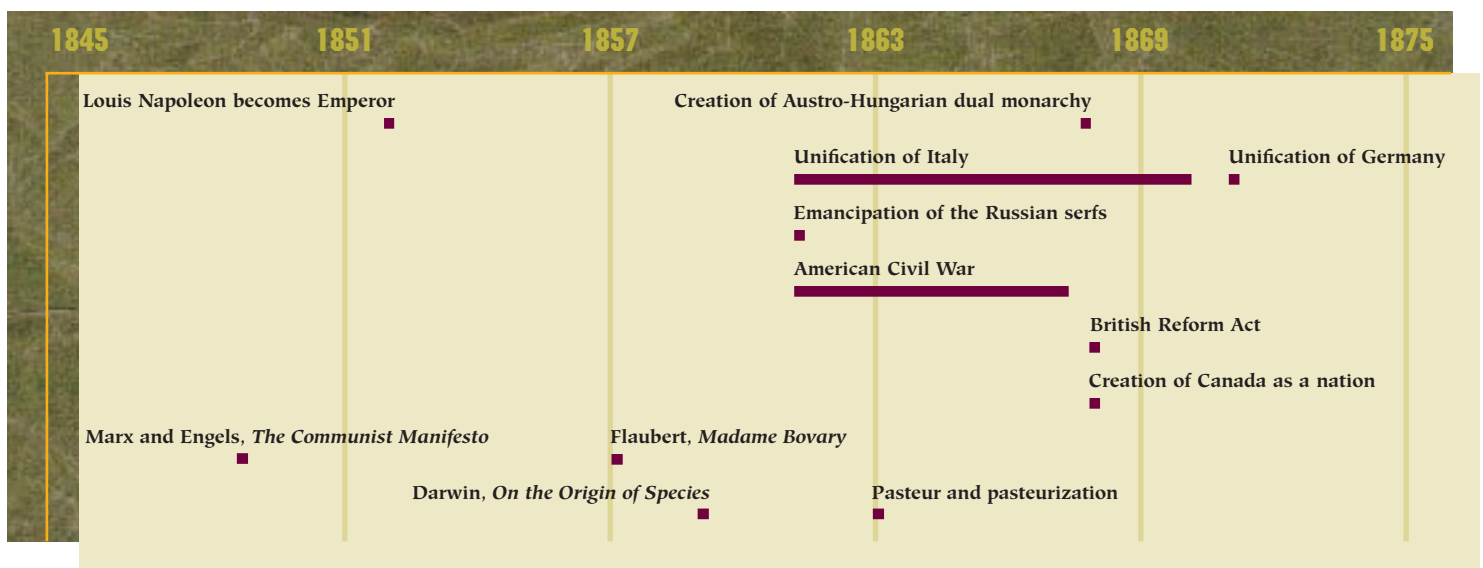 1845 1851 1857 1863 1869 1875
Louis Napoleon becomes Emperor
Creation of Austro-Hungarian dual monarchy
Unification of Italy
Unification of Germany
Emancipation of the Russian serfs
American Civil War
British Reform Act
Creation of Canada as a nation
Marx and Engels, The Communist Manifesto
Flaubert, Madame Bovary
Darwin, On the Origin of Species
Pasteur and pasteurization